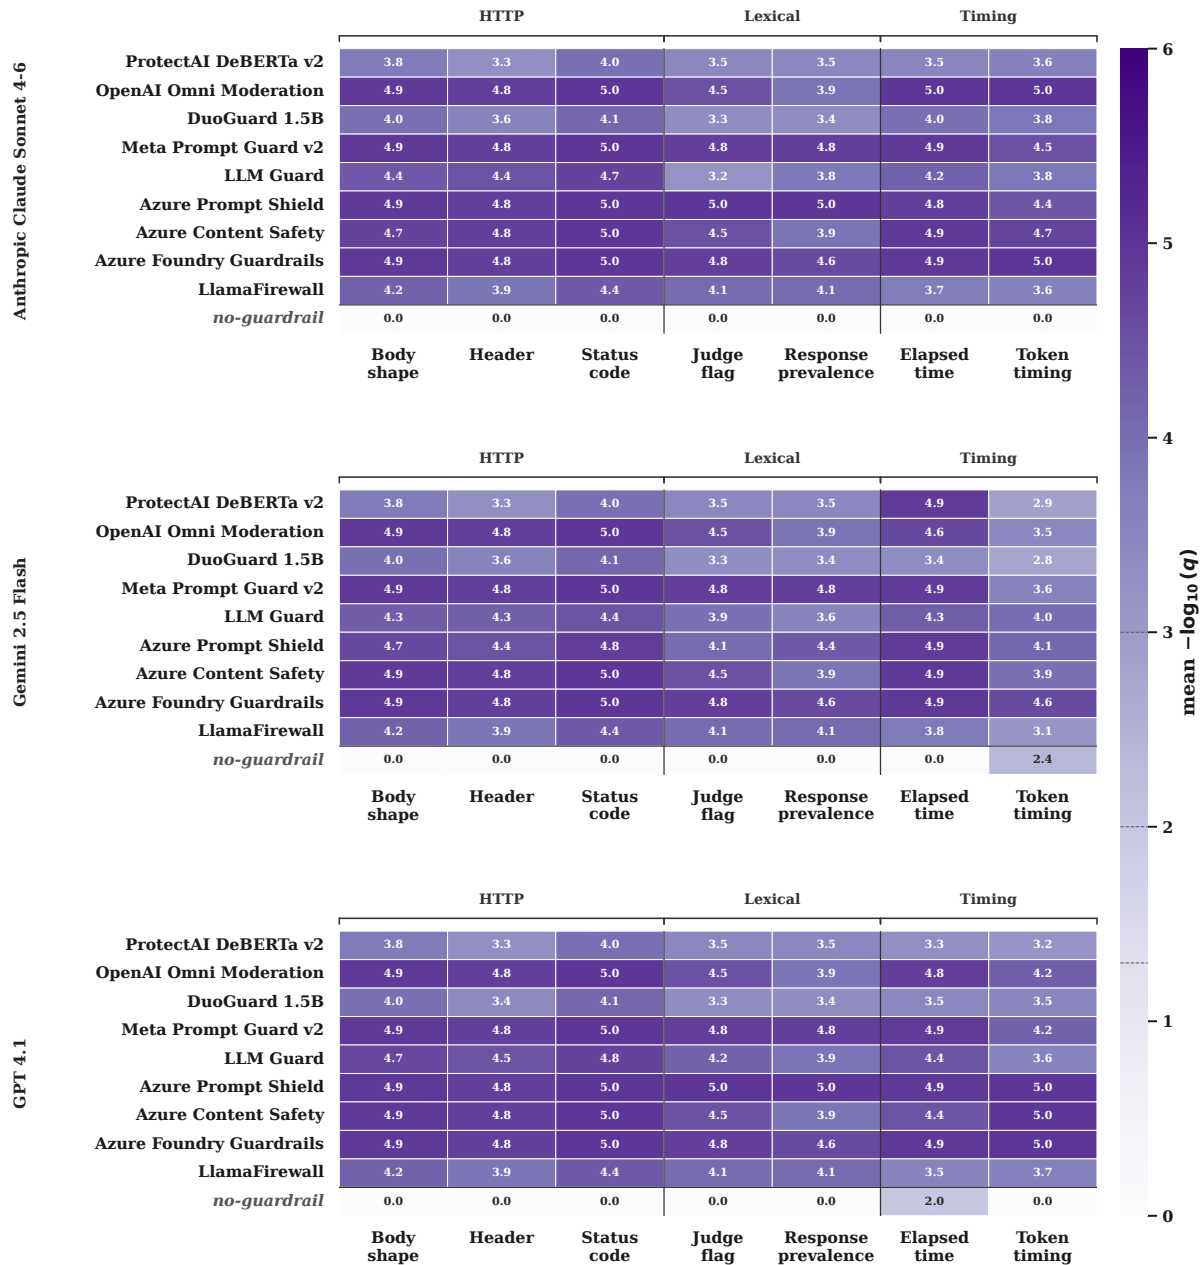 HTTP Lexical Timing
Anthropic Claude Sonnet 4-6
ProtectAI DeBERTa v2 3.8 3.3 4.0 3.5 3.5 3.5 3.6
OpenAI Omni Moderation 4.9 4.8 5.0 4.5 3.9 5.0 5.0
DuoGuard 1.5B 4.0 3.6 4.1 3.3 3.4 4.0 3.8
Meta Prompt Guard v2 4.9 4.8 5.0 4.8 4.8 4.9 4.5
LLM Guard 4.4 4.4 4.7 3.2 3.8 4.2 3.8
Azure Prompt Shield 4.9 4.8 5.0 5.0 5.0 4.8 4.4
Azure Content Safety 4.7 4.8 5.0 4.5 3.9 4.9 4.7
Azure Foundry Guardrails 4.9 4.8 5.0 4.8 4.6 4.9 5.0
LlamaFirewall 4.2 3.9 4.4 4.1 4.1 3.7 3.6
no-guardrail 0.0 0.0 0.0 0.0 0.0 0.0 0.0
Body Header Status Judge Response Elapsed Token
shape code flag prevalence time timing
HTTP Lexical Timing
Gemini 2.5 Flash
ProtectAI DeBERTa v2 3.8 3.3 4.0 3.5 3.5 4.9 2.9
OpenAI Omni Moderation 4.9 4.8 5.0 4.5 3.9 4.6 3.5
DuoGuard 1.5B 4.0 3.6 4.1 3.3 3.4 3.4 2.8
Meta Prompt Guard v2 4.9 4.8 5.0 4.8 4.8 4.9 3.6
LLM Guard 4.3 4.3 4.4 3.9 3.6 4.3 4.0
Azure Prompt Shield 4.7 4.4 4.8 4.1 4.4 4.9 4.1
Azure Content Safety 4.9 4.8 5.0 4.5 3.9 4.9 3.9
Azure Foundry Guardrails 4.9 4.8 5.0 4.8 4.6 4.9 4.6
LlamaFirewall 4.2 3.9 4.4 4.1 4.1 3.8 3.1
no-guardrail 0.0 0.0 0.0 0.0 0.0 0.0 2.4
Body Header Status Judge Response Elapsed Token
shape code flag prevalence time timing
HTTP Lexical Timing
GPT 4.1
ProtectAI DeBERTa v2 3.8 3.3 4.0 3.5 3.5 3.3 3.2
OpenAI Omni Moderation 4.9 4.8 5.0 4.5 3.9 4.8 4.2
DuoGuard 1.5B 4.0 3.4 4.1 3.3 3.4 3.5 3.5
Meta Prompt Guard v2 4.9 4.8 5.0 4.8 4.8 4.9 4.2
LLM Guard 4.7 4.5 4.8 4.2 3.9 4.4 3.6
Azure Prompt Shield 4.9 4.8 5.0 5.0 5.0 4.9 5.0
Azure Content Safety 4.9 4.8 5.0 4.5 3.9 4.4 5.0
Azure Foundry Guardrails 4.9 4.8 5.0 4.8 4.6 4.9 5.0
LlamaFirewall 4.2 3.9 4.4 4.1 4.1 3.5 3.7
no-guardrail 0.0 0.0 0.0 0.0 0.0 2.0 0.0
Body Header Status Judge Response Elapsed Token
shape code flag prevalence time timing
6
5
4
3
2
1
0
mean −log₁₀(q)